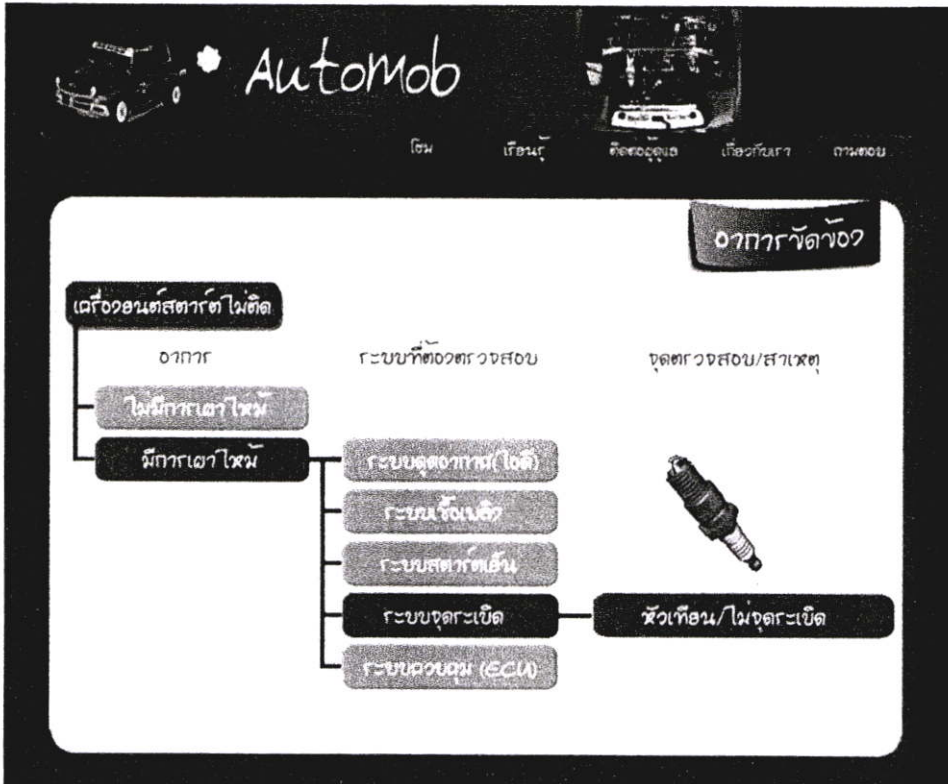 AutoMob
โฮม เรียนรู้ ติดต่อผู้ดูแล เกี่ยวกับเรา ถามตอบ
อาการขัดข้อง
เครื่องยนต์สตาร์ตไม่ติด
อาการ ระบบที่ต้องตรวจสอบ จุดตรวจสอบ/สาเหตุ
ไม่มีการเผาไหม้
มีการเผาไหม้ ระบบดูดอากาศ(ไอดี)
ระบบเชื้อเพลิง
ระบบสตาร์ตเย็น
ระบบจุดระเบิด หัวเทียน/ไม่จุดระเบิด
ระบบควบคุม (ECU)